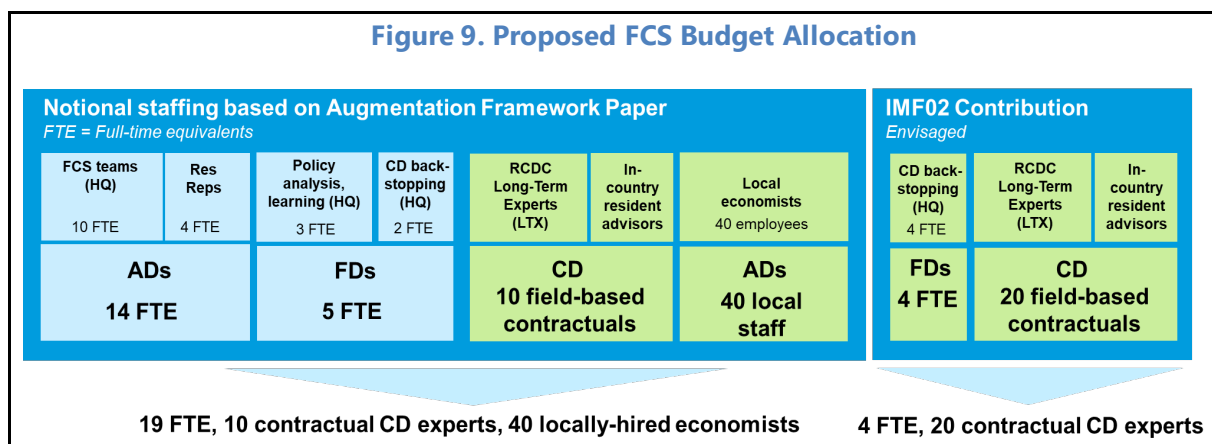 Figure 9. Proposed FCS Budget Allocation
Notional staffing based on Augmentation Framework Paper
FTE = Full-time equivalents
FCS teams
(HQ)
10 FTE
Res
Reps
4 FTE
Policy
analysis,
learning (HQ)
3 FTE
CD back-
stopping
(HQ)
2 FTE
RCDC
Long-Term
Experts
(LTX)
In-
country
resident
advisors
Local
economists
40 employees
ADs
14 FTE
FDs
5 FTE
CD
10 field-based
contractuals
ADs
40 local
staff
19 FTE, 10 contractual CD experts, 40 locally-hired economists
IMF02 Contribution
Envisaged
CD back-
stopping
(HQ)
4 FTE
RCDC
Long-Term
Experts
(LTX)
In-
country
resident
advisors
FDs
4 FTE
CD
20 field-based
contractuals
4 FTE, 20 contractual CD experts